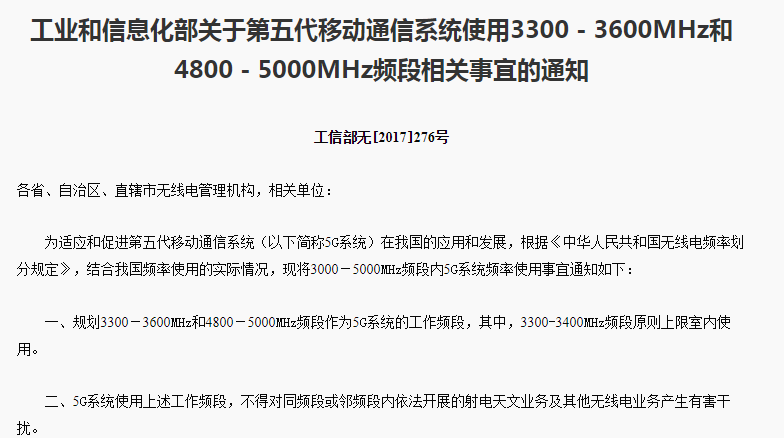 工业和信息化部关于第五代移动通信系统使用3300－3600MHz和
4800－5000MHz频段相关事宜的通知
工信部无[2017]276号
各省、自治区、直辖市无线电管理机构，相关单位：
为适应和促进第五代移动通信系统（以下简称5G系统）在我国的应用和发展，根据《中华人民共和国无线电频率划
分规定》，结合我国频率使用的实际情况，现将3000－5000MHz频段内5G系统频率使用事宜通知如下：
一、规划3300－3600MHz和4800－5000MHz频段作为5G系统的工作频段，其中，3300-3400MHz频段原则上限室内使
用。
二、5G系统使用上述工作频段，不得对同频段或邻频段内依法开展的射电天文业务及其他无线电业务产生有害干
扰。